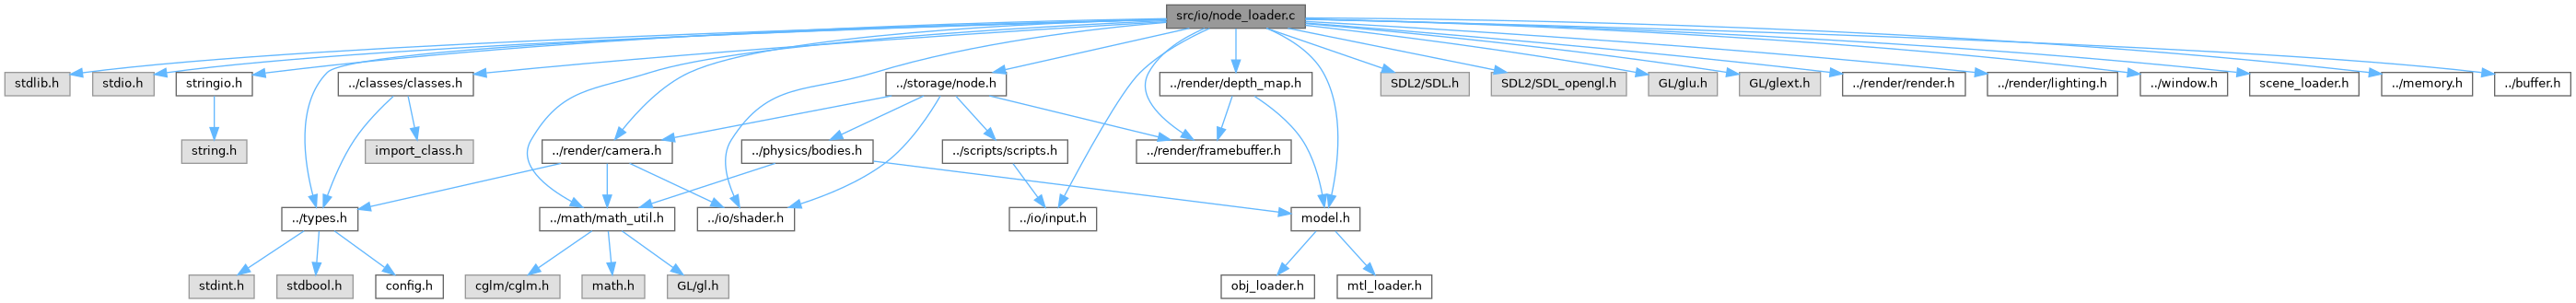 src/io/node_loader.c
stdlib.h
stdio.h
stringio.h
../classes/classes.h
../storage/node.h
../render/depth_map.h
SDL2/SDL.h
SDL2/SDL_opengl.h
GL/glu.h
GL/glext.h
../render/render.h
../render/lighting.h
../window.h
scene_loader.h
../memory.h
../buffer.h
string.h
import_class.h
../render/camera.h
../physics/bodies.h
../scripts/scripts.h
../render/framebuffer.h
../types.h
../math/math_util.h
../io/shader.h
../io/input.h
model.h
stdint.h
stdbool.h
config.h
cglm/cglm.h
math.h
GL/gl.h
obj_loader.h
mtl_loader.h